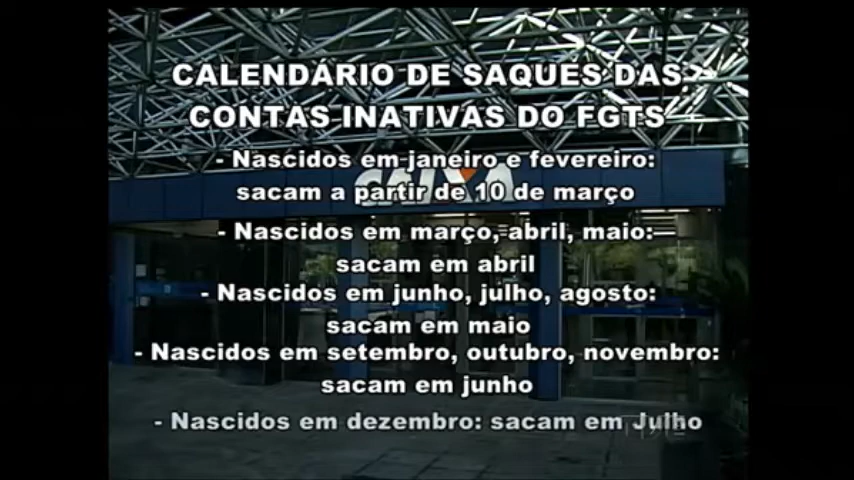 CALENDÁRIO DE SAQUES DAS
CONTAS INATIVAS DO FGTS
- Nascidos em janeiro e fevereiro:
CAIXA
sacam a partir de 10 de março
- Nascidos em março, abril, maio:
sacam em abril
- Nascidos em junho, julho, agosto:
sacam em maio
- Nascidos em setembro, outubro, novembro:
sacam em junho
- Nascidos em dezembro: sacam em Julho